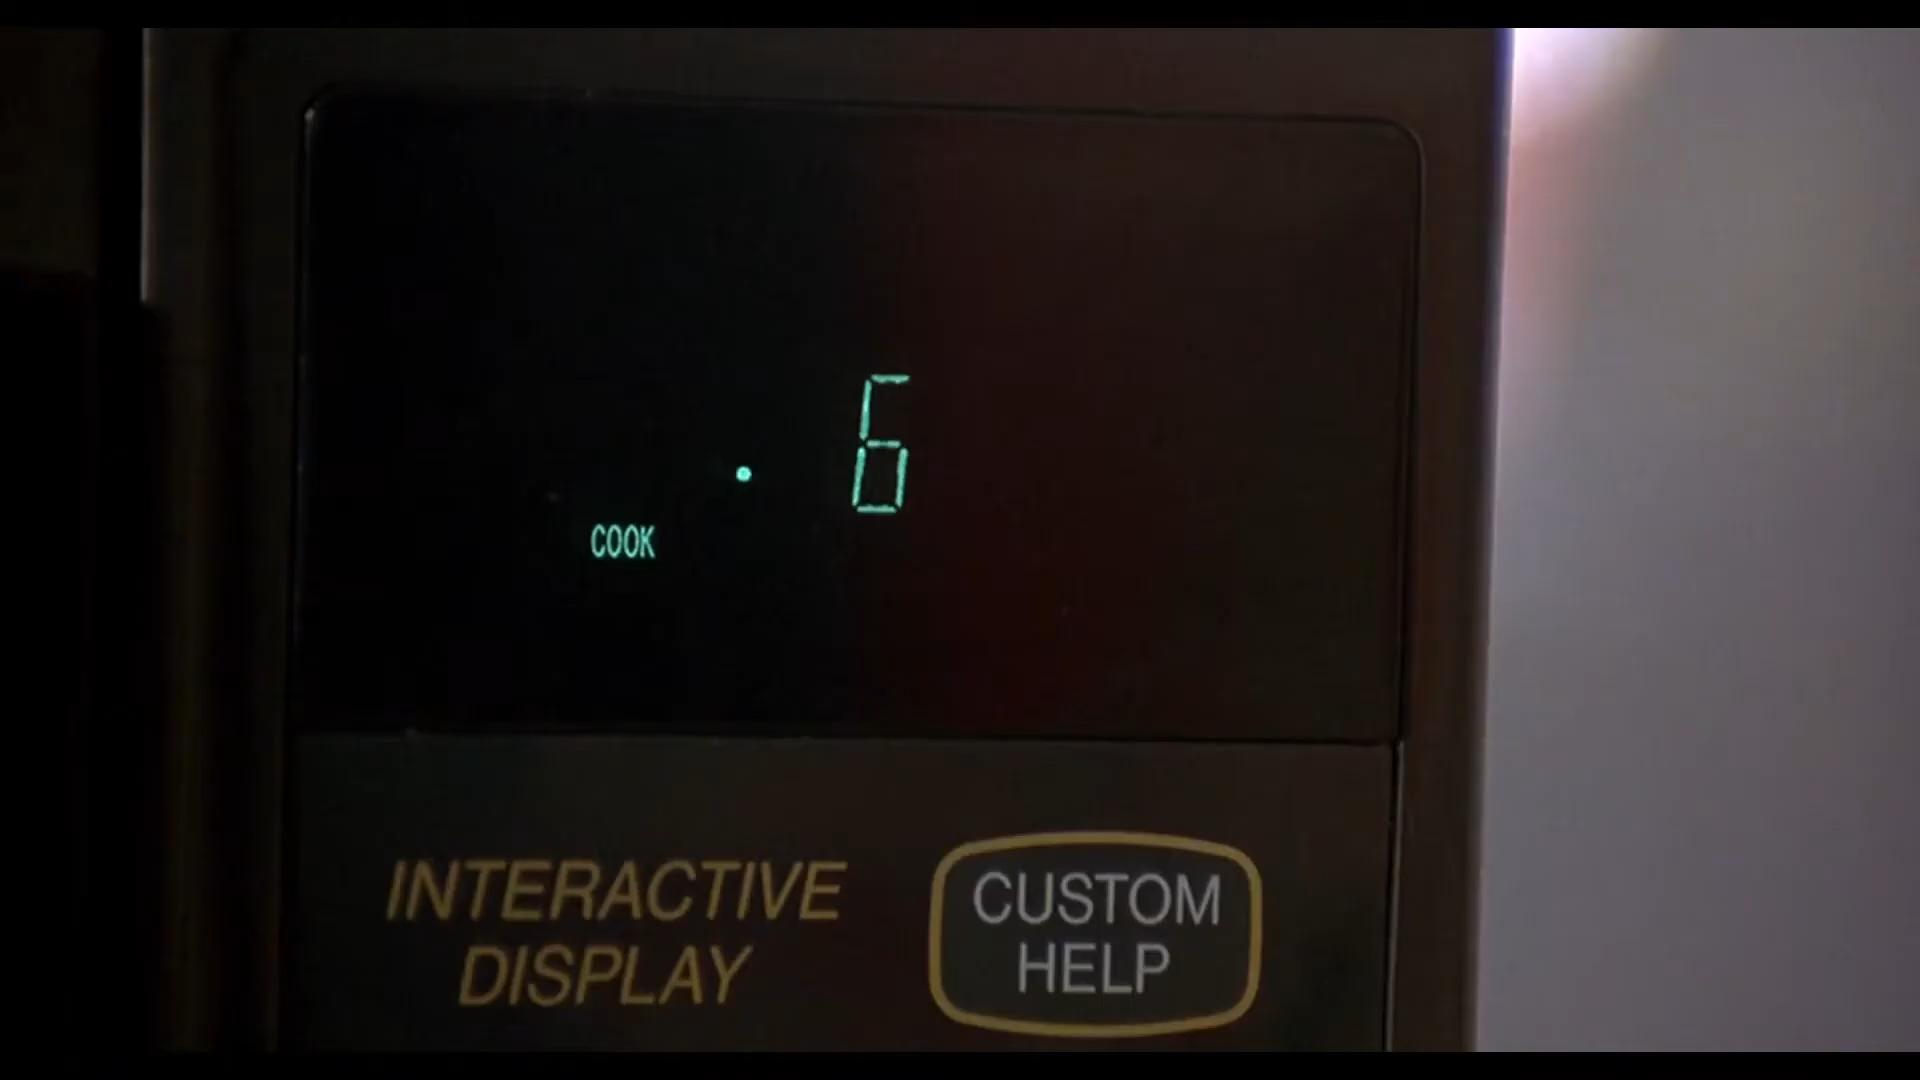 . 6
COOK
INTERACTIVE
DISPLAY
CUSTOM
HELP